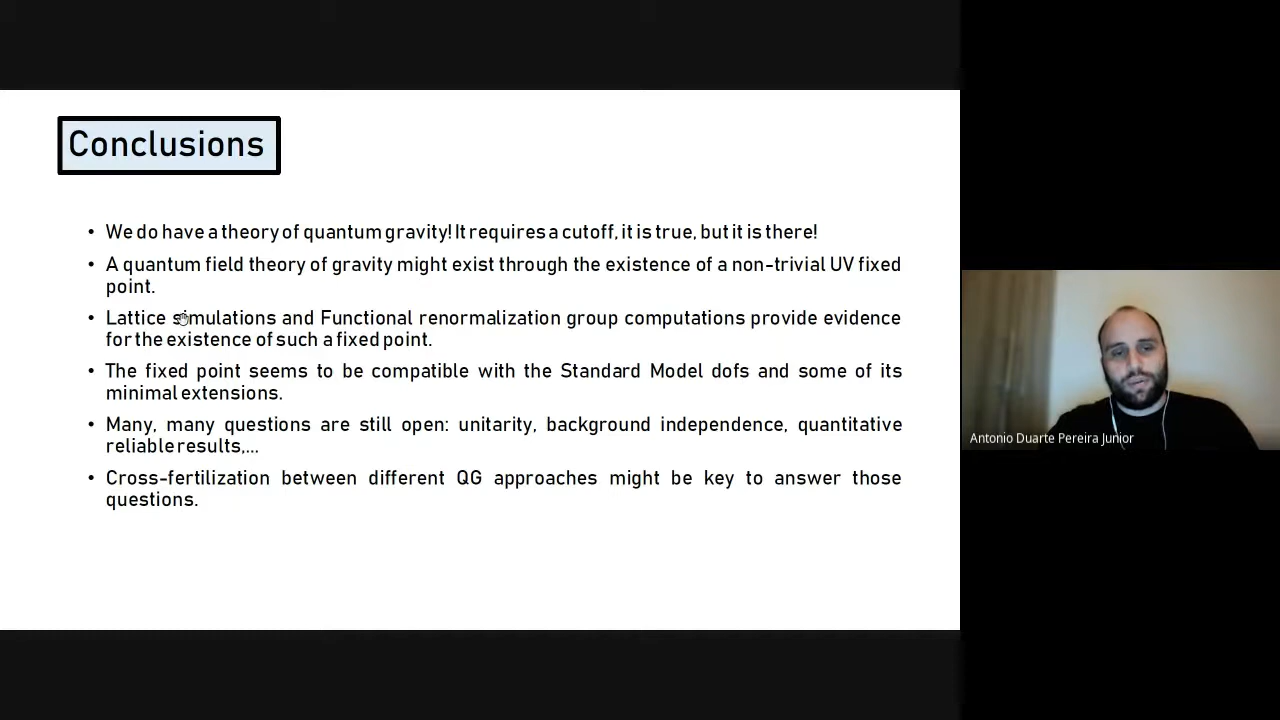 Conclusions
• We do have a theory of quantum gravity! It requires a cutoff, it is true, but it is there!
• A quantum field theory of gravity might exist through the existence of a non-trivial UV fixed
point.
• Lattice simulations and Functional renormalization group computations provide evidence
for the existence of such a fixed point.
• The fixed point seems to be compatible with the Standard Model dofs and some of its
minimal extensions.
• Many, many questions are still open: unitarity, background independence, quantitative
reliable results,...
• Cross-fertilization between different QG approaches might be key to answer those
questions.
Antonio Duarte Pereira Junior